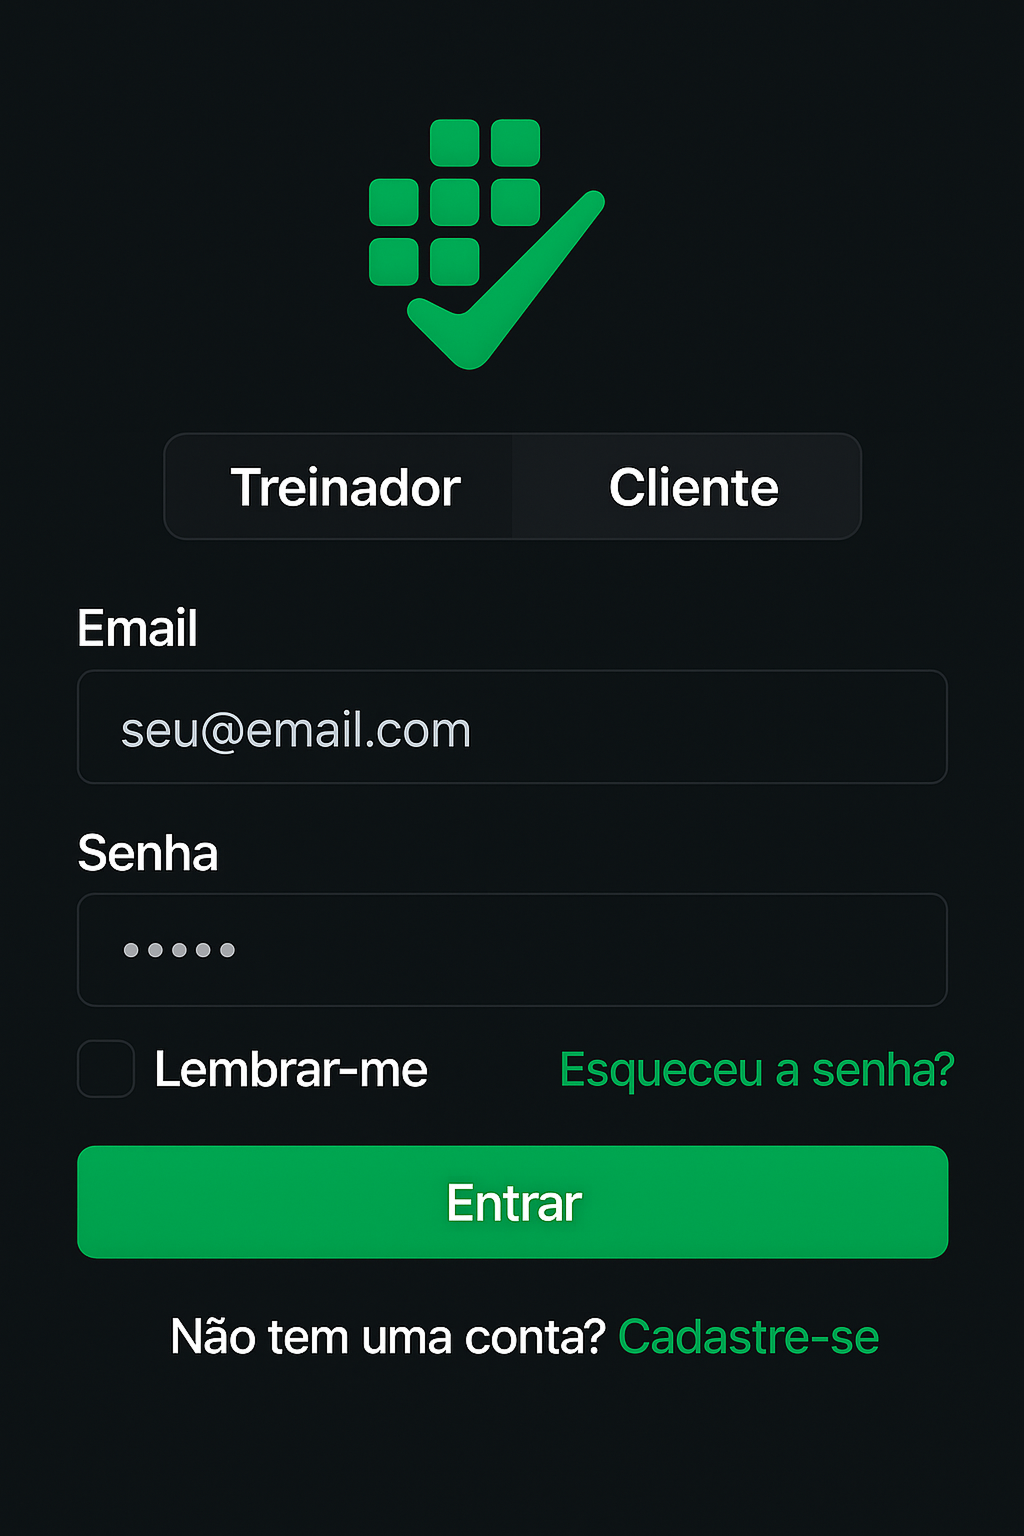 Treinador Cliente
Email
seu@email.com
Senha
•••••
Lembrar-me Esqueceu a senha?
Entrar
Não tem uma conta? Cadastre-se